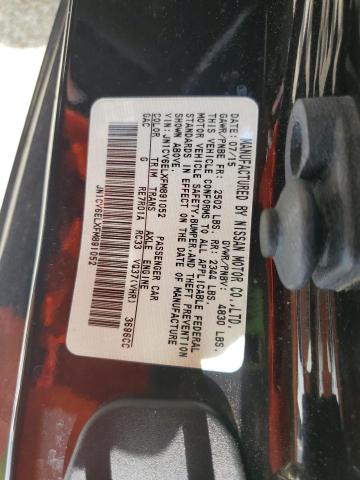 MANUFACTURED BY NISSAN MOTOR CO.,LTD.
DATE: 07/15 GVWR/PNBV: 4830 LBS.
GAWR/PNBE FR: 2502 LBS. RR: 2344 LBS.
THIS VEHICLE CONFORMS TO ALL APPLICABLE FEDERAL
MOTOR VEHICLE SAFETY,BUMPER,AND THEFT PREVENTION
STANDARDS IN EFFECT ON THE DATE OF MANUFACTURE
SHOWN ABOVE.
VIN:JN1CV6ELXFM891052 PASSENGER CAR
COLOR TRIM TRANS AXLE ENGINE
GAC G RE7R01A RC33 VQ37(VHR) 3696CC
JN1CV6ELXFM891052